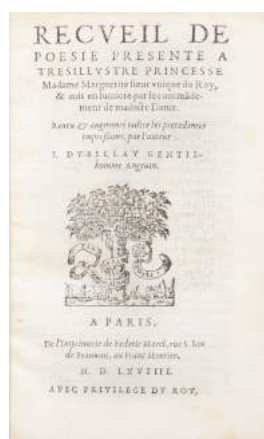 RECVEIL DE
POESIE PRESENTE A
TRESILLVSTRE PRINCESSE
Madame Marguerite sœur vnique du Roy,
& mis en lumiere par le commãde-
ment de madicte Dame.
Reueu & augmenté outre les precedentes
impressions, par l'auteur
I. DV-BELLAY GENTIL-
homme Angeuin.
A PARIS,
De l'Imprimerie de Federic Morel, rue S. Ian
de Beauuais, au Franc Meurier.
M. D. LXVIII.
AVEC PRIVILEGE DV ROY.